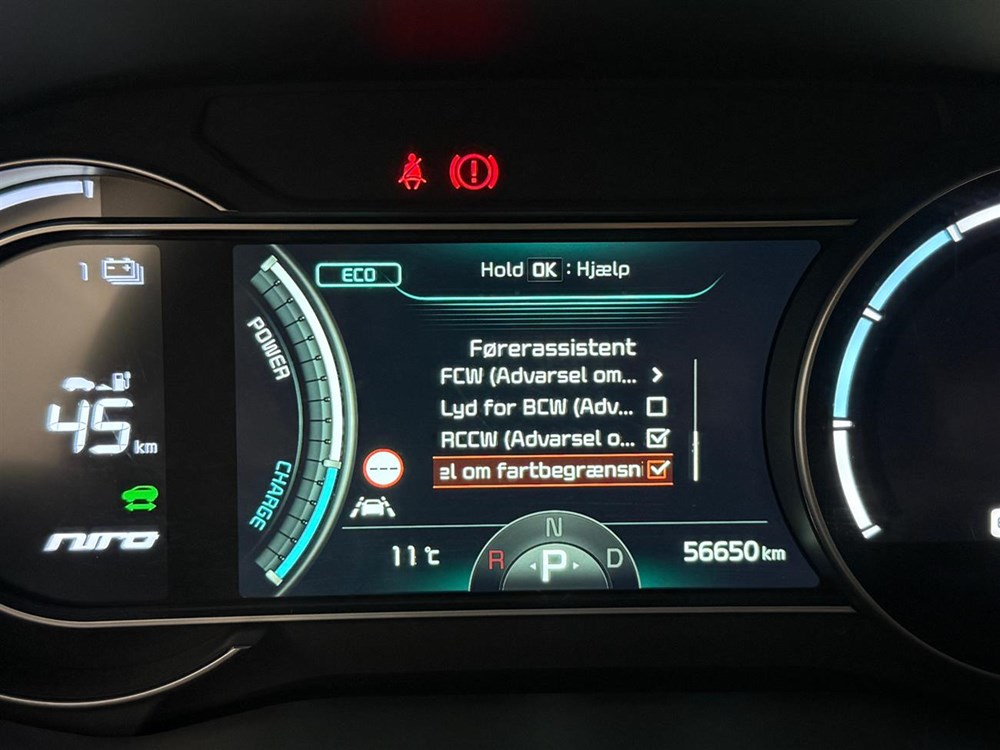 ECO
Hold OK : Hjælp
1
POWER
Førerassistent
FCW (Advarsel om... >
Lyd for BCW (Adv...
RCCW (Advarsel o...
el om fartbegrænsni
45 km
CHARGE
---
niro
11°C
R N D
P
56650 km